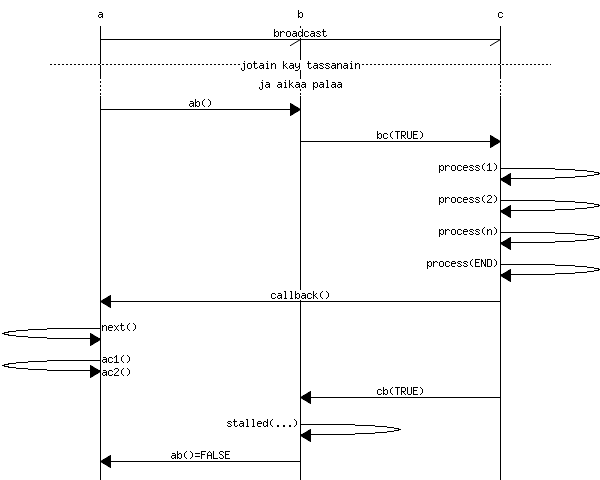 a b c
broadcast
jotain kay tassanain
ja aikaa palaa
ab()
bc(TRUE)
process(1)
process(2)
process(n)
process(END)
callback()
next()
ac1()
ac2()
cb(TRUE)
stalled(...)
ab()=FALSE